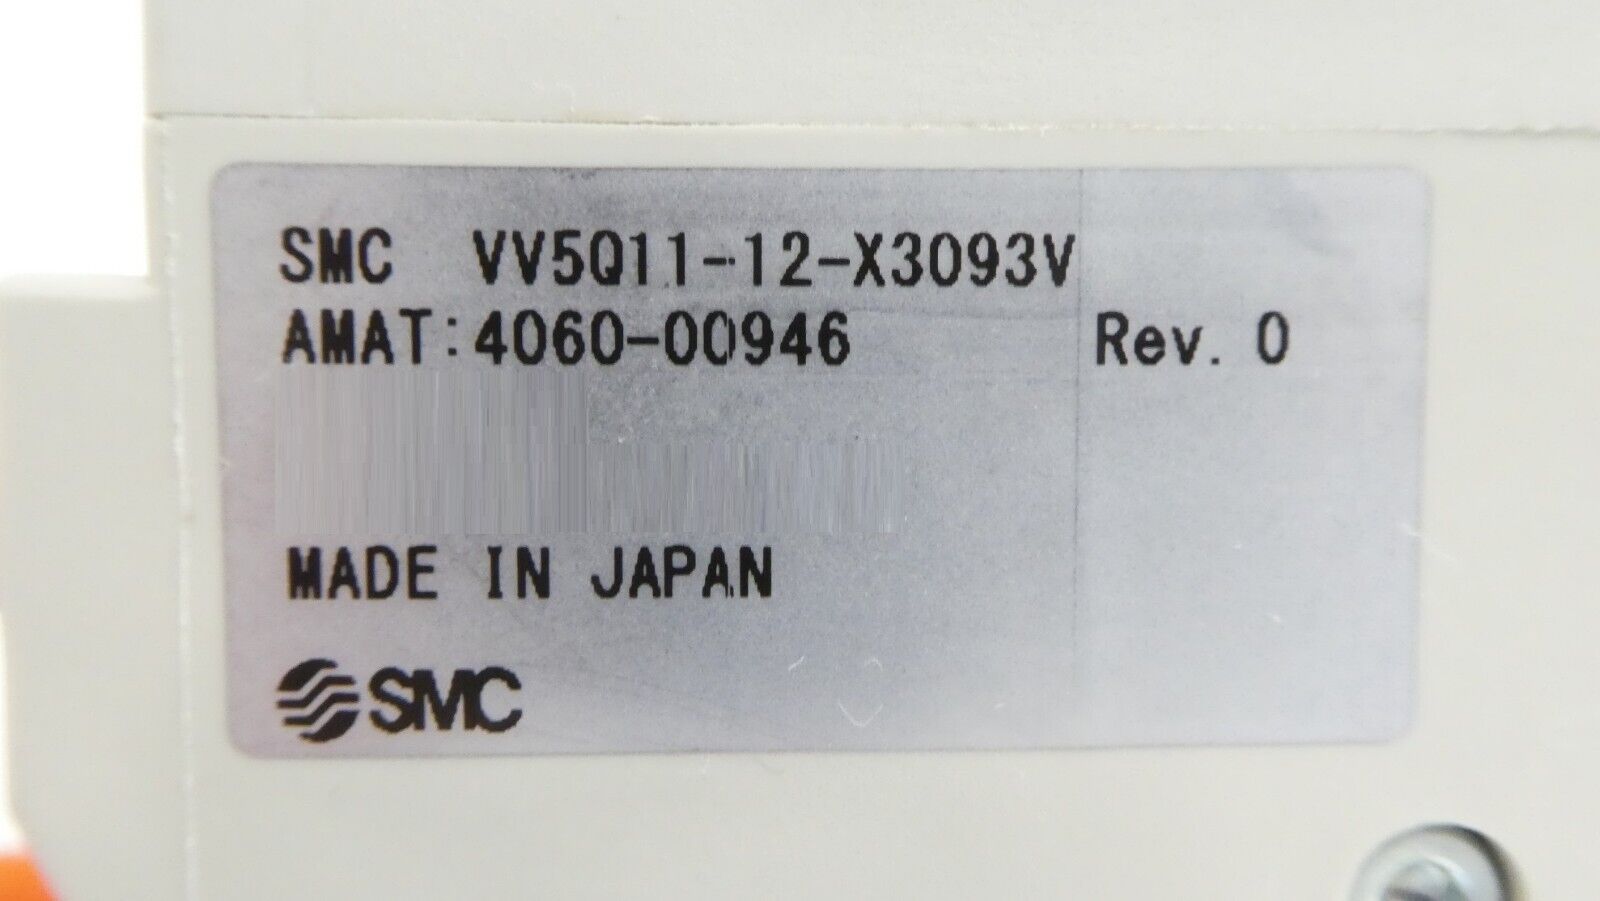 SMC VV5Q11-12-X3093V
AMAT:4060-00946 Rev. 0
MADE IN JAPAN
SMC